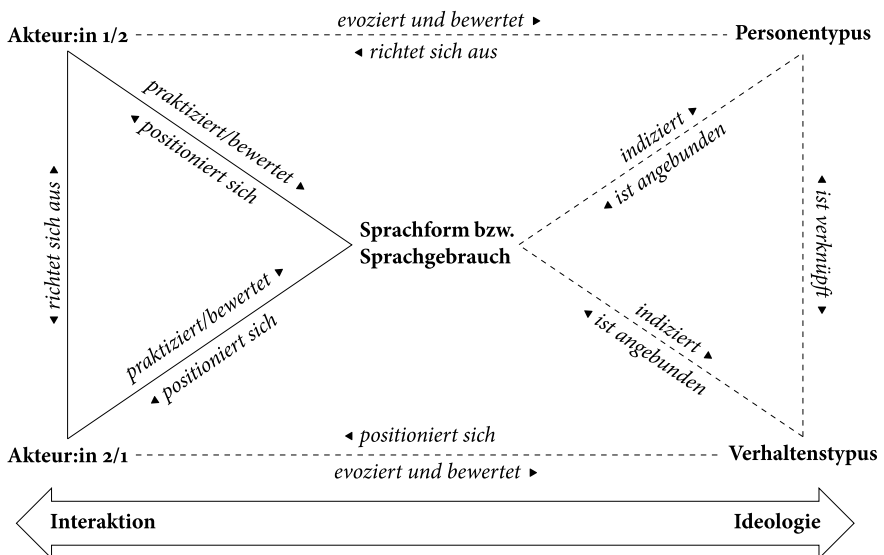 evoziert und bewertet ►
Akteur:in 1/2
Personentypus
◄ richtet sich aus
praktiziert/bewertet ►
◄ positioniert sich
indiziert ►
◄ ist angebunden
◄ richtet sich aus ►
◄ ist verknüpft ►
Sprachform bzw.
Sprachgebrauch
praktiziert/bewertet ►
◄ positioniert sich
indiziert ►
◄ ist angebunden
◄ positioniert sich
Akteur:in 2/1
Verhaltenstypus
evoziert und bewertet ►
Interaktion
Ideologie